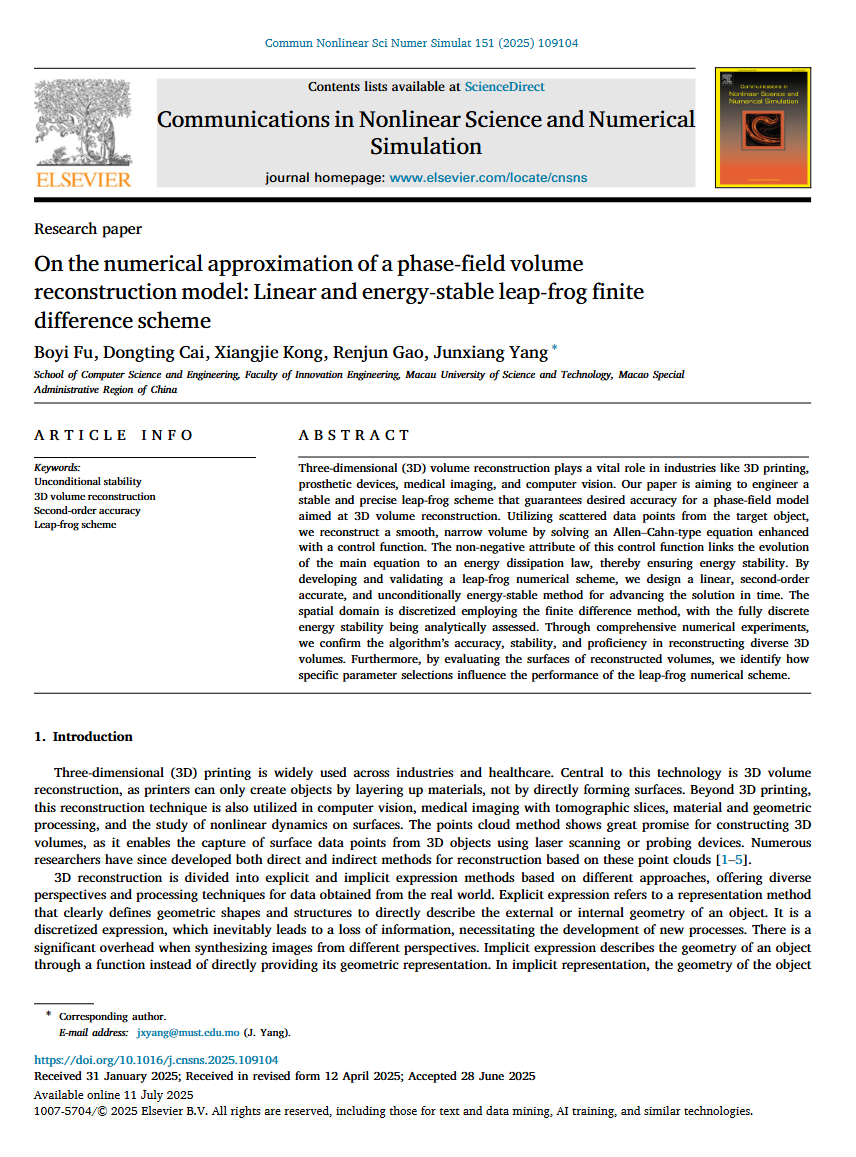 Commun Nonlinear Sci Numer Simulat 151 (2025) 109104
Contents lists available at ScienceDirect
Communications in Nonlinear Science and Numerical
Simulation
journal homepage: www.elsevier.com/locate/cnsns
ELSEVIER
Communications in
Nonlinear Science and
Numerical Simulation
Research paper
On the numerical approximation of a phase-field volume
reconstruction model: Linear and energy-stable leap-frog finite
difference scheme
Boyi Fu, Dongting Cai, Xiangjie Kong, Renjun Gao, Junxiang Yang *
School of Computer Science and Engineering, Faculty of Innovation Engineering, Macau University of Science and Technology, Macao Special
Administrative Region of China
ARTICLE INFO
Keywords:
Unconditional stability
3D volume reconstruction
Second-order accuracy
Leap-frog scheme
ABSTRACT
Three-dimensional (3D) volume reconstruction plays a vital role in industries like 3D printing,
prosthetic devices, medical imaging, and computer vision. Our paper is aiming to engineer a
stable and precise leap-frog scheme that guarantees desired accuracy for a phase-field model
aimed at 3D volume reconstruction. Utilizing scattered data points from the target object,
we reconstruct a smooth, narrow volume by solving an Allen–Cahn-type equation enhanced
with a control function. The non-negative attribute of this control function links the evolution
of the main equation to an energy dissipation law, thereby ensuring energy stability. By
developing and validating a leap-frog numerical scheme, we design a linear, second-order
accurate, and unconditionally energy-stable method for advancing the solution in time. The
spatial domain is discretized employing the finite difference method, with the fully discrete
energy stability being analytically assessed. Through comprehensive numerical experiments,
we confirm the algorithm's accuracy, stability, and proficiency in reconstructing diverse 3D
volumes. Furthermore, by evaluating the surfaces of reconstructed volumes, we identify how
specific parameter selections influence the performance of the leap-frog numerical scheme.
1. Introduction
Three-dimensional (3D) printing is widely used across industries and healthcare. Central to this technology is 3D volume
reconstruction, as printers can only create objects by layering up materials, not by directly forming surfaces. Beyond 3D printing,
this reconstruction technique is also utilized in computer vision, medical imaging with tomographic slices, material and geometric
processing, and the study of nonlinear dynamics on surfaces. The points cloud method shows great promise for constructing 3D
volumes, as it enables the capture of surface data points from 3D objects using laser scanning or probing devices. Numerous
researchers have since developed both direct and indirect methods for reconstruction based on these point clouds [1–5].
3D reconstruction is divided into explicit and implicit expression methods based on different approaches, offering diverse
perspectives and processing techniques for data obtained from the real world. Explicit expression refers to a representation method
that clearly defines geometric shapes and structures to directly describe the external or internal geometry of an object. It is a
discretized expression, which inevitably leads to a loss of information, necessitating the development of new processes. There is a
significant overhead when synthesizing images from different perspectives. Implicit expression describes the geometry of an object
through a function instead of directly providing its geometric representation. In implicit representation, the geometry of the object
* Corresponding author.
E-mail address: jxyang@must.edu.mo (J. Yang).
https://doi.org/10.1016/j.cnsns.2025.109104
Received 31 January 2025; Received in revised form 12 April 2025; Accepted 28 June 2025
Available online 11 July 2025
1007-5704/© 2025 Elsevier B.V. All rights are reserved, including those for text and data mining, AI training, and similar technologies.